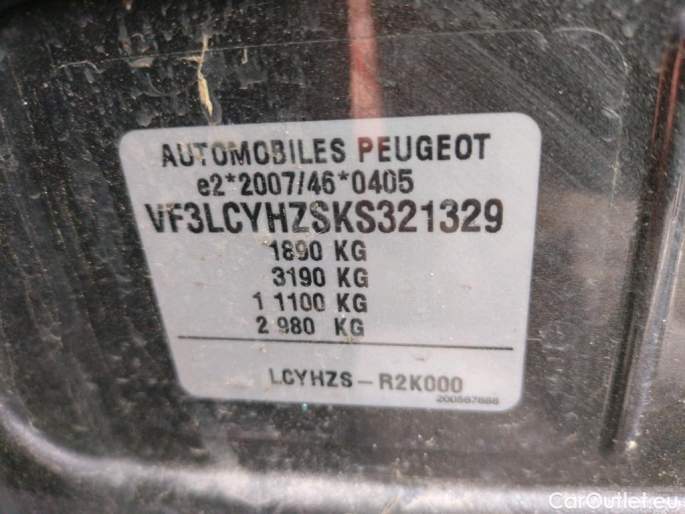 AUTOMOBILES PEUGEOT
e2*2007/46*0405
VF3LCYHZSKS321329
1890 KG
3190 KG
1 1100 KG
2 980 KG
LCYHZS - R2K000
CarOutlet.eu